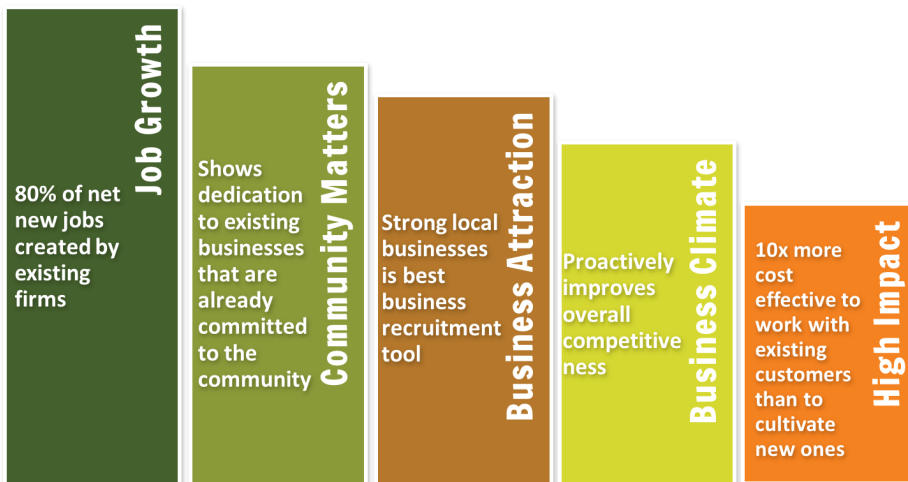 Job Growth
80% of net
new jobs
created by
existing
firms
Community Matters
Shows
dedication
to existing
businesses
that are
already
committed
to the
community
Business Attraction
Strong local
businesses
is best
business
recruitment
tool
Business Climate
Proactively
improves
overall
competitive
ness
High Impact
10x more
cost
effective to
work with
existing
customers
than to
cultivate
new ones